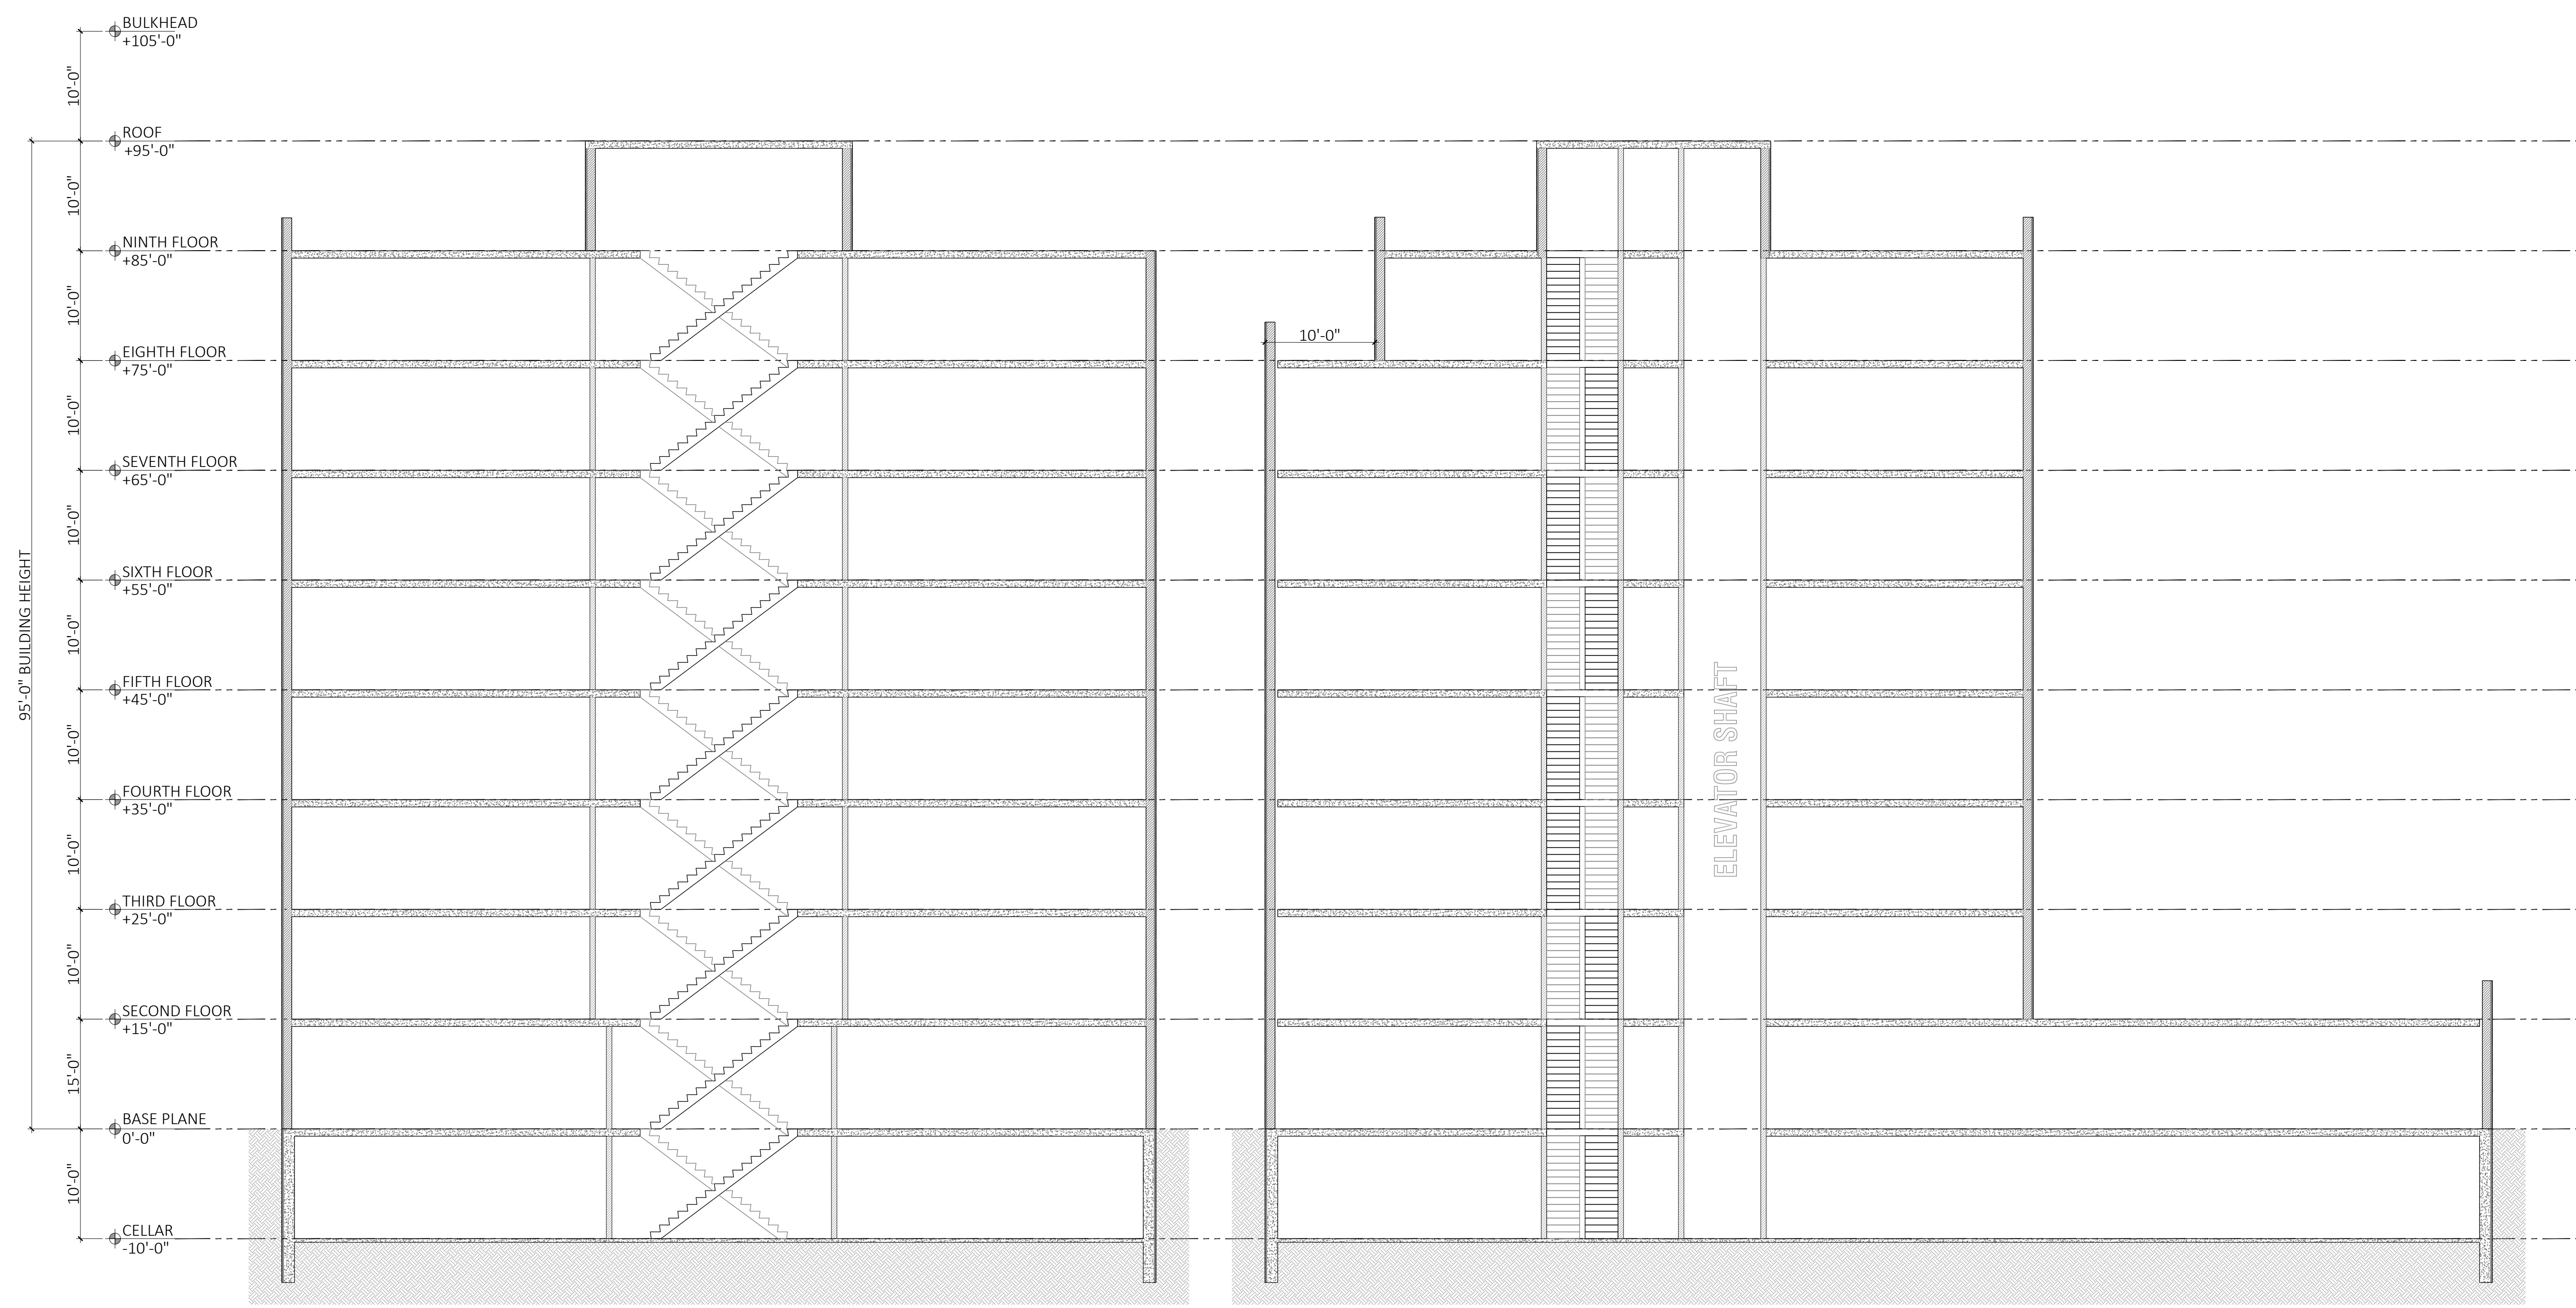 BULKHEAD
+105'-0"
10'-0"
ROOF
+95'-0"
10'-0"
NINTH FLOOR
+85'-0"
10'-0"
EIGHTH FLOOR
+75'-0"
10'-0"
10'-0"
SEVENTH FLOOR
+65'-0"
10'-0"
SIXTH FLOOR
+55'-0"
95'-0" BUILDING HEIGHT
10'-0"
FIFTH FLOOR
+45'-0"
10'-0"
ELEVATOR SHAFT
FOURTH FLOOR
+35'-0"
10'-0"
THIRD FLOOR
+25'-0"
10'-0"
SECOND FLOOR
+15'-0"
15'-0"
BASE PLANE
0'-0"
10'-0"
CELLAR
-10'-0"